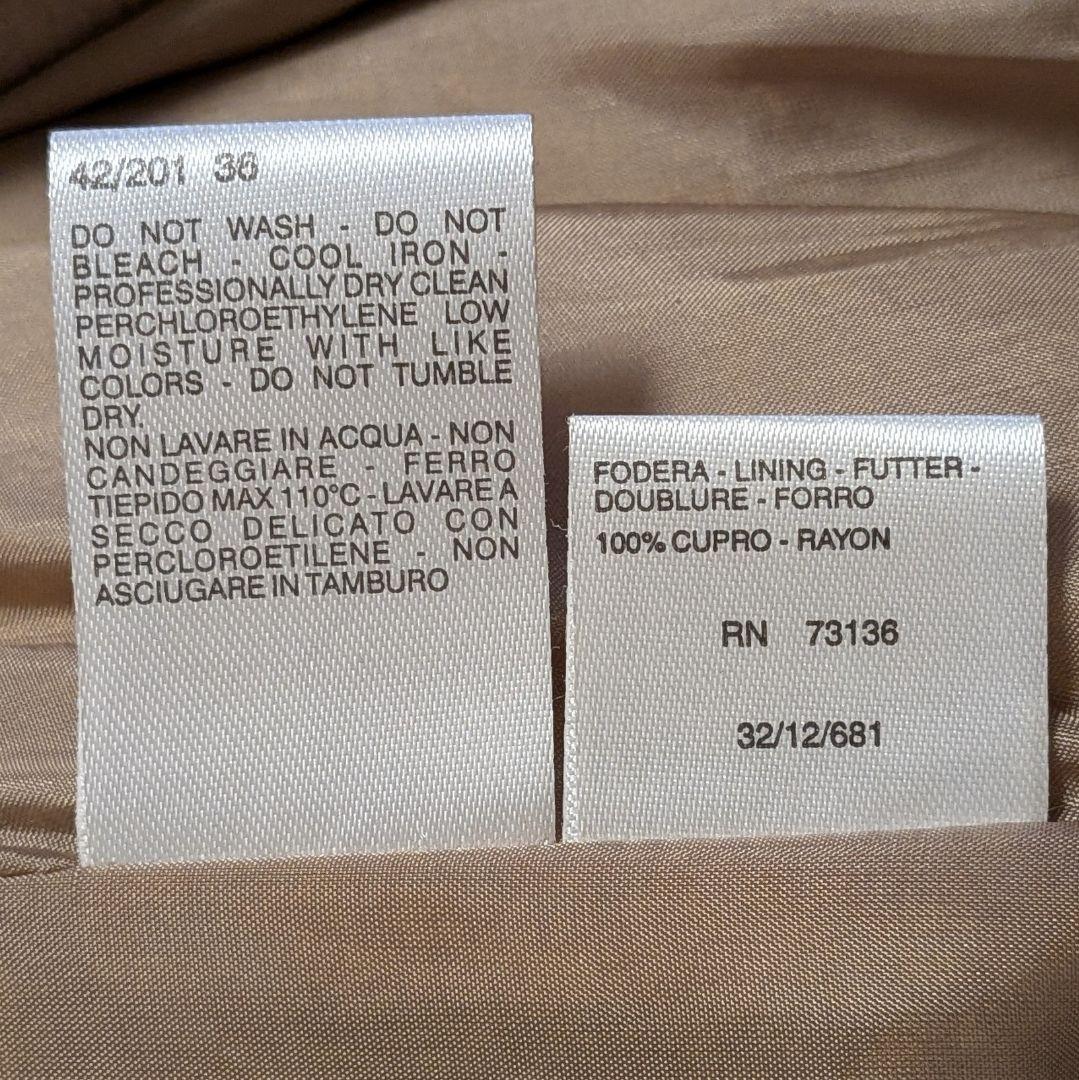 42/201 36
DO NOT WASH - DO NOT
BLEACH - COOL IRON -
PROFESSIONALLY DRY CLEAN
PERCHLOROETHYLENE LOW
MOISTURE WITH LIKE
COLORS - DO NOT TUMBLE
DRY.
NON LAVARE IN ACQUA - NON
CANDEGGIARE - FERRO
TIEPIDO MAX 110°C - LAVARE A
SECCO DELICATO CON
PERCLOROETILENE - NON
ASCIUGARE IN TAMBURO
FODERA - LINING - FUTTER -
DOUBLURE - FORRO
100% CUPRO - RAYON
RN 73136
32/12/681